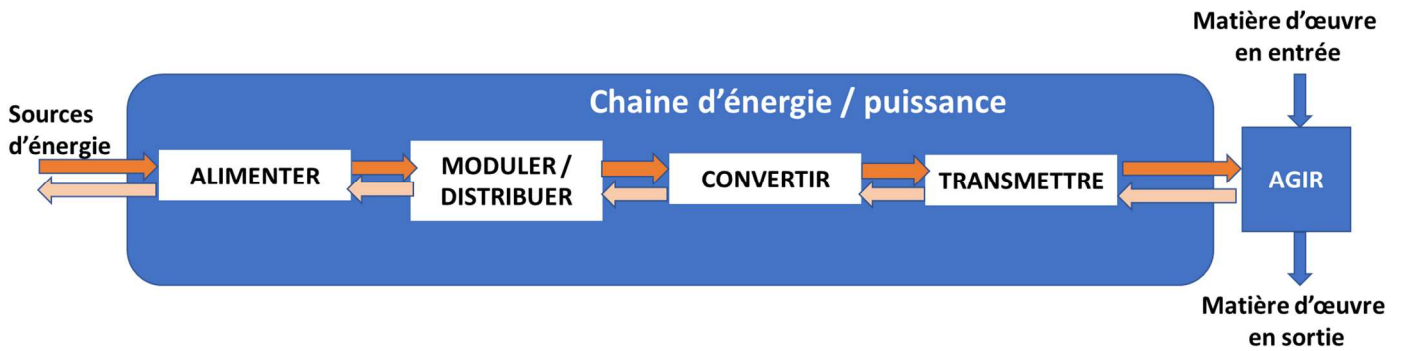 Matière d'œuvre
en entrée
Chaine d'énergie / puissance
Sources
d'énergie
ALIMENTER
MODULER /
DISTRIBUER
CONVERTIR
TRANSMETTRE
AGIR
Matière d'œuvre
en sortie